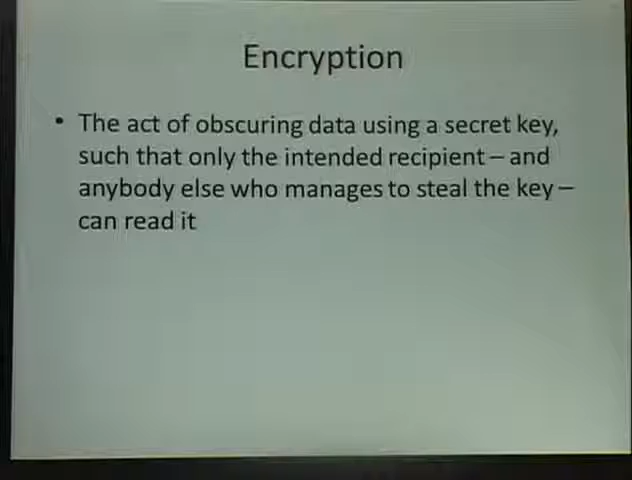 Encryption
• The act of obscuring data using a secret key,
such that only the intended recipient – and
anybody else who manages to steal the key –
can read it